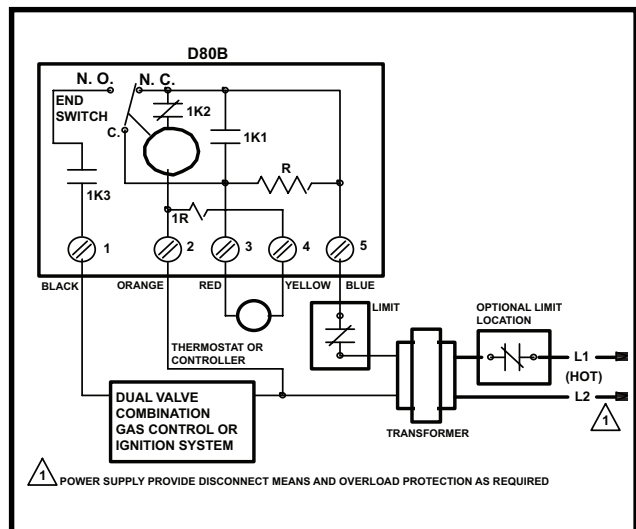 D80B
N. O. N. C.
END
SWITCH
1K2
C.
1K1
R
1K3
1R
1 2 3 4 5
BLACK ORANGE RED YELLOW BLUE
LIMIT
OPTIONAL LIMIT
LOCATION
THERMOSTAT OR
CONTROLLER
L1
(HOT)
L2
DUAL VALVE
COMBINATION
GAS CONTROL OR
IGNITION SYSTEM
TRANSFORMER
1
1 POWER SUPPLY PROVIDE DISCONNECT MEANS AND OVERLOAD PROTECTION AS REQUIRED